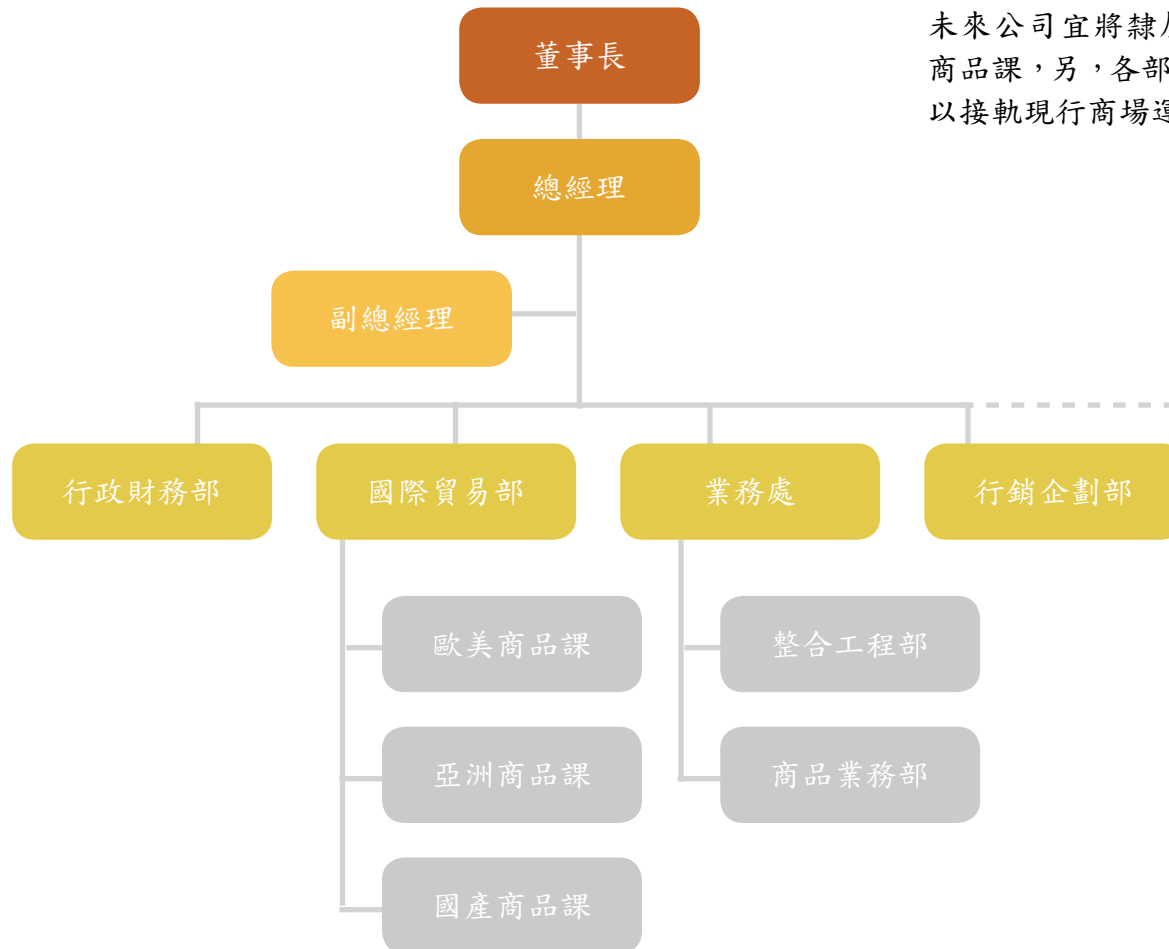 未來公司宜將隸
商品課，另，各部
以接軌現行商場運
董事長
總經理
副總經理
行政財務部
國際貿易部
業務處
行銷企劃部
歐美商品課
整合工程部
亞洲商品課
商品業務部
國產商品課